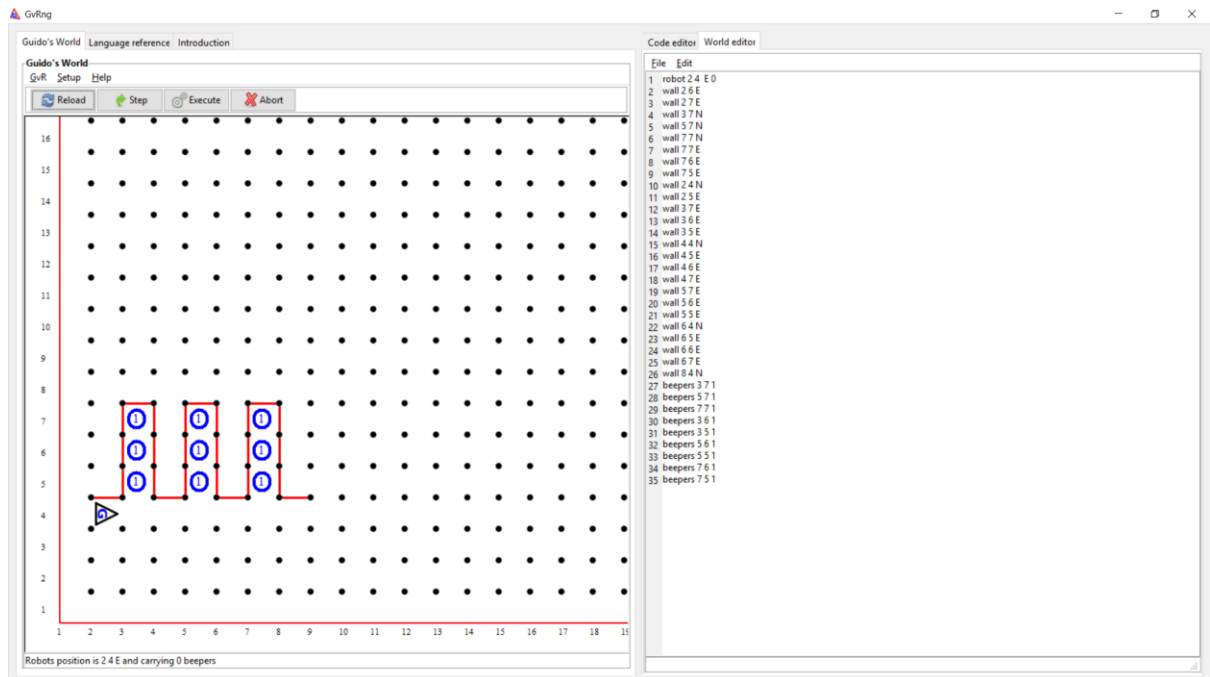 GvRng
Guido's World Language reference Introduction
Guido's World
GvR Setup Help
Reload Step Execute Abort
16
15
14
13
12
11
10
9
8
7
6
5
4
3
2
1
1 1 1
1 1 1
1 1 1
G
1 2 3 4 5 6 7 8 9 10 11 12 13 14 15 16 17 18 19
Robots position is 2 4 E and carrying 0 beepers
Code editor World editor
File Edit
1 robot 2 4 E 0
2 wall 2 6 E
3 wall 2 7 E
4 wall 3 7 N
5 wall 5 7 N
6 wall 7 7 N
7 wall 7 7 E
8 wall 7 6 E
9 wall 7 5 E
10 wall 2 4 N
11 wall 2 5 E
12 wall 3 7 E
13 wall 3 6 E
14 wall 3 5 E
15 wall 4 4 N
16 wall 4 5 E
17 wall 4 6 E
18 wall 4 7 E
19 wall 5 7 E
20 wall 5 6 E
21 wall 5 5 E
22 wall 6 4 N
23 wall 6 5 E
24 wall 6 6 E
25 wall 6 7 E
26 wall 8 4 N
27 beepers 3 7 1
28 beepers 5 7 1
29 beepers 7 7 1
30 beepers 3 6 1
31 beepers 3 5 1
32 beepers 5 6 1
33 beepers 5 5 1
34 beepers 7 6 1
35 beepers 7 5 1